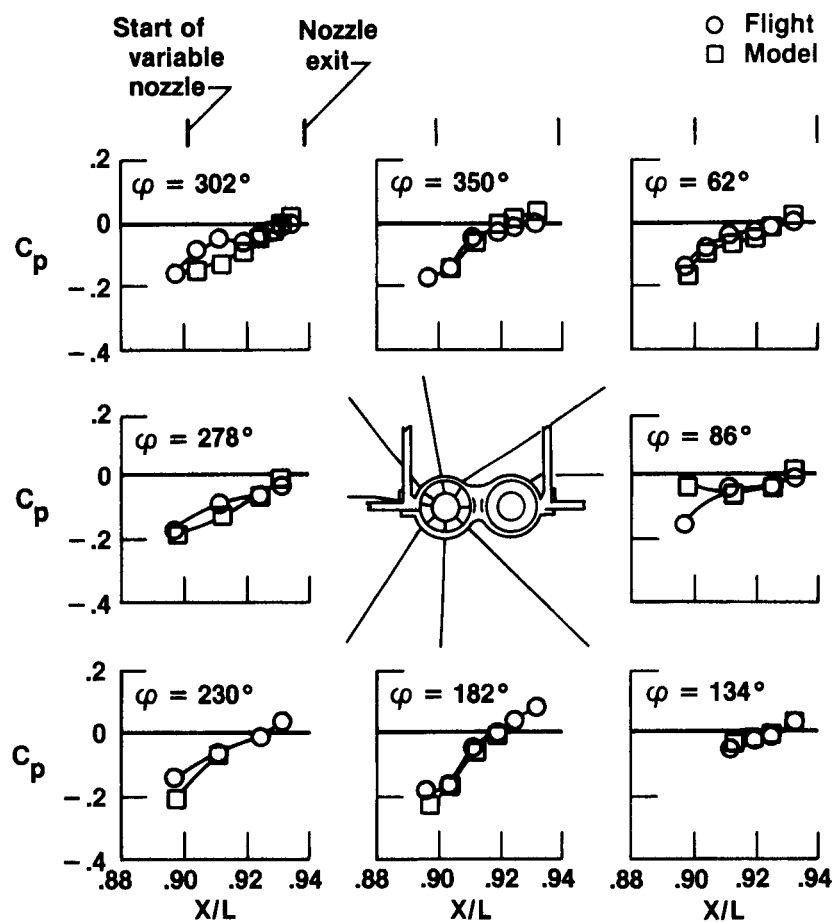 Start of
variable
nozzle
Nozzle
exit
Flight
Model
.2
0
Cp
−.2
−.4
φ = 302°
φ = 350°
φ = 62°
.2
0
Cp
−.2
−.4
φ = 278°
φ = 86°
.2
0
Cp
−.2
−.4
φ = 230°
φ = 182°
φ = 134°
.88 .90 .92 .94
X/L
.88 .90 .92 .94
X/L
.88 .90 .92 .94
X/L